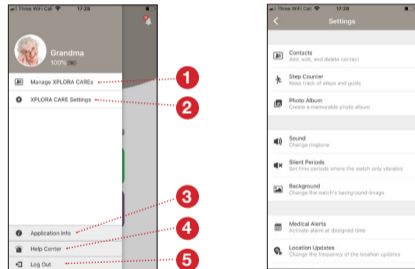 Three WiFi Call 17:28
Grandma
100%
Manage XPLORA CAREs
XPLORA CARE Settings
Application Info
Help Center
Log Out
1
2
3
4
5
Three WiFi Call 17:28
Settings
Contacts
Add, edit, and delete contact
Step Counter
Keep track of steps and goals
Photo Album
Create a memorable photo album
Sound
Change ringtone
Silent Periods
Set time periods where the watch only vibrates
Background
Change the watch's background-image
Medical Alerts
Activate alarm at designed time
Location Updates
Change the frequency of the location updates